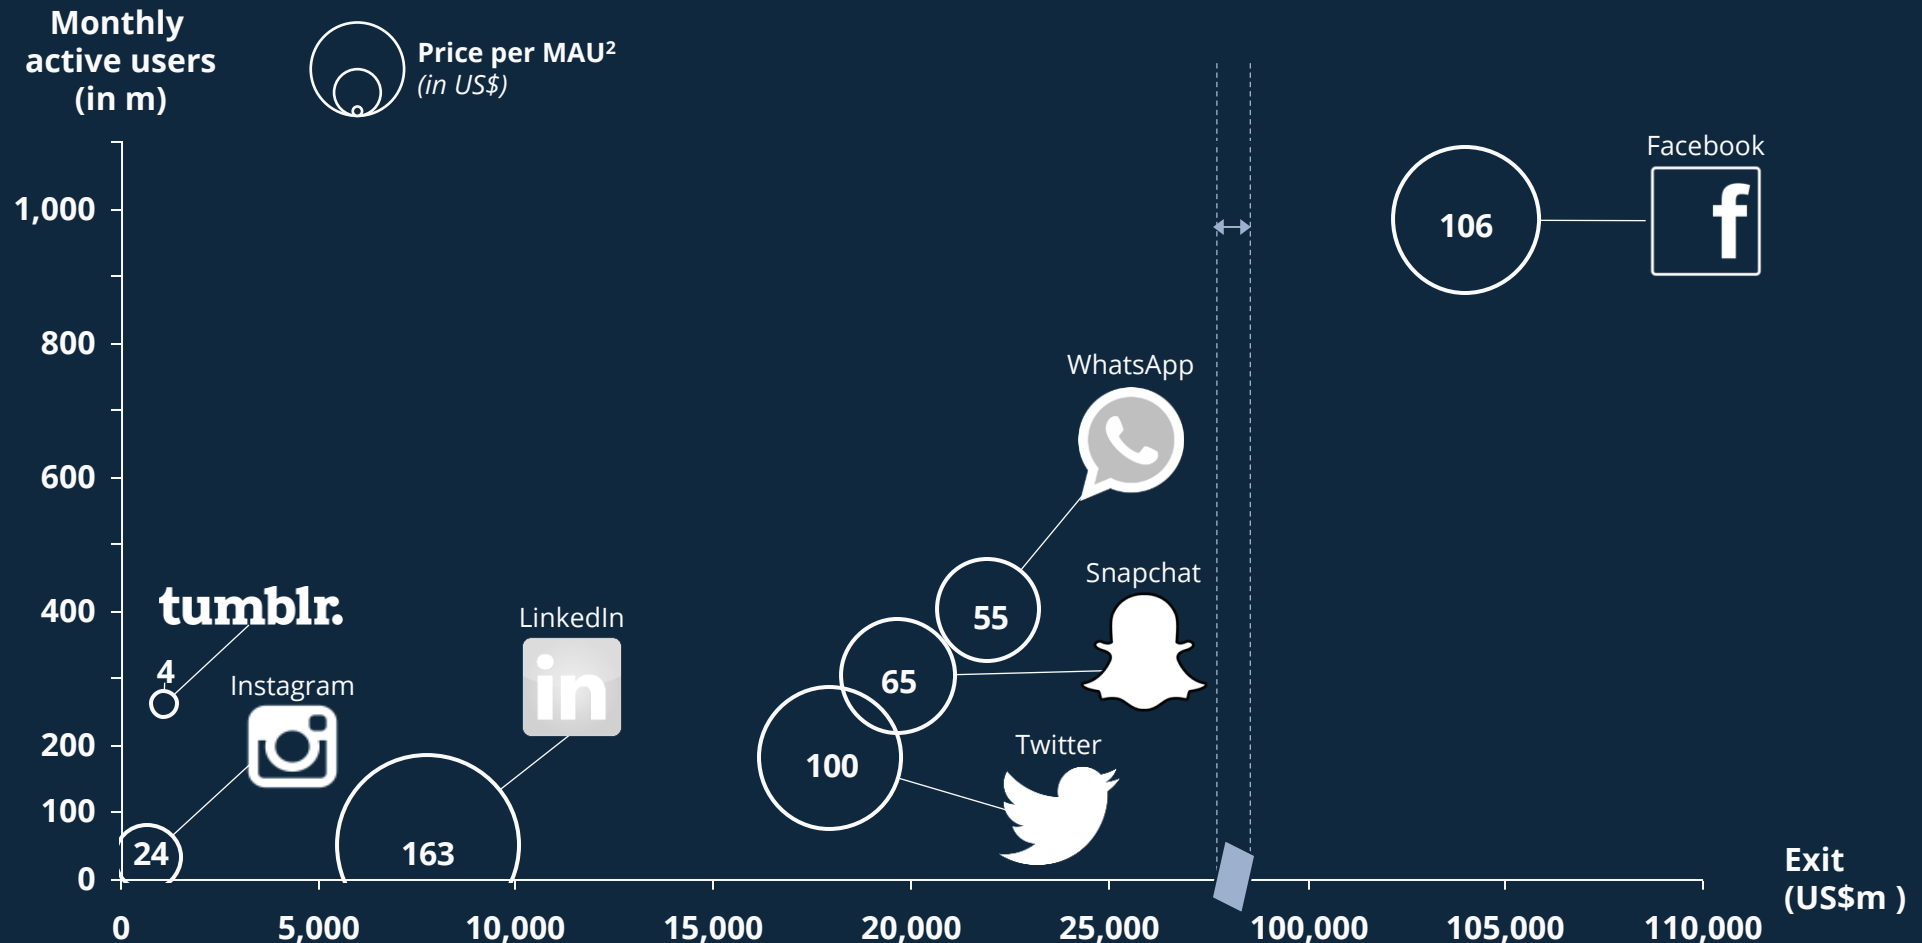 Monthly
active users
(in m)
Price per MAU²
(in US$)
Facebook
f
1,000
106
800
WhatsApp
600
Snapchat
tumblr.
400
LinkedIn
55
in
4
Instagram
65
200
Twitter
100
100
24
163
0
Exit
(US$m )
0 5,000 10,000 15,000 20,000 25,000 100,000 105,000 110,000